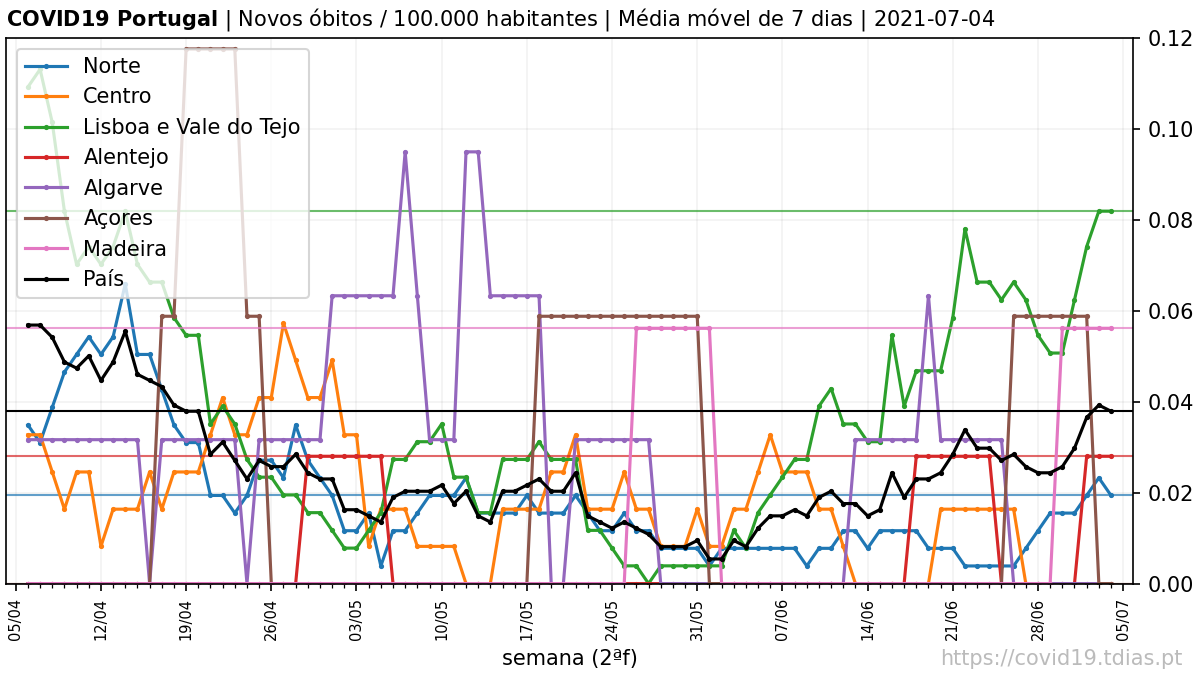 COVID19 Portugal | Novos óbitos / 100.000 habitantes | Média móvel de 7 dias | 2021-07-04
Norte
Centro
Lisboa e Vale do Tejo
Alentejo
Algarve
Açores
Madeira
País
0.12
0.10
0.08
0.06
0.04
0.02
0.00
05/04
12/04
19/04
26/04
03/05
10/05
17/05
24/05
31/05
07/06
14/06
21/06
28/06
05/07
semana (2ªf)
https://covid19.tdias.pt